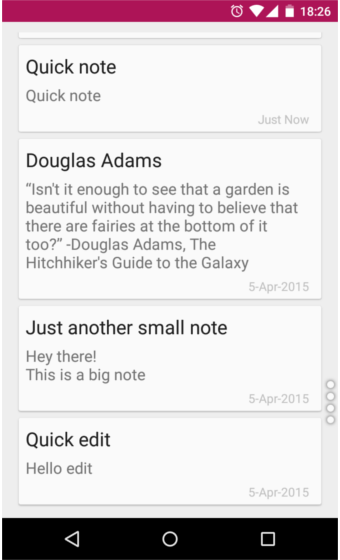 18:26
Quick note
Quick note
Just Now
Douglas Adams
“Isn't it enough to see that a garden is
beautiful without having to believe that
there are fairies at the bottom of it
too?” -Douglas Adams, The
Hitchhiker's Guide to the Galaxy
5-Apr-2015
Just another small note
Hey there!
This is a big note
5-Apr-2015
Quick edit
Hello edit
5-Apr-2015